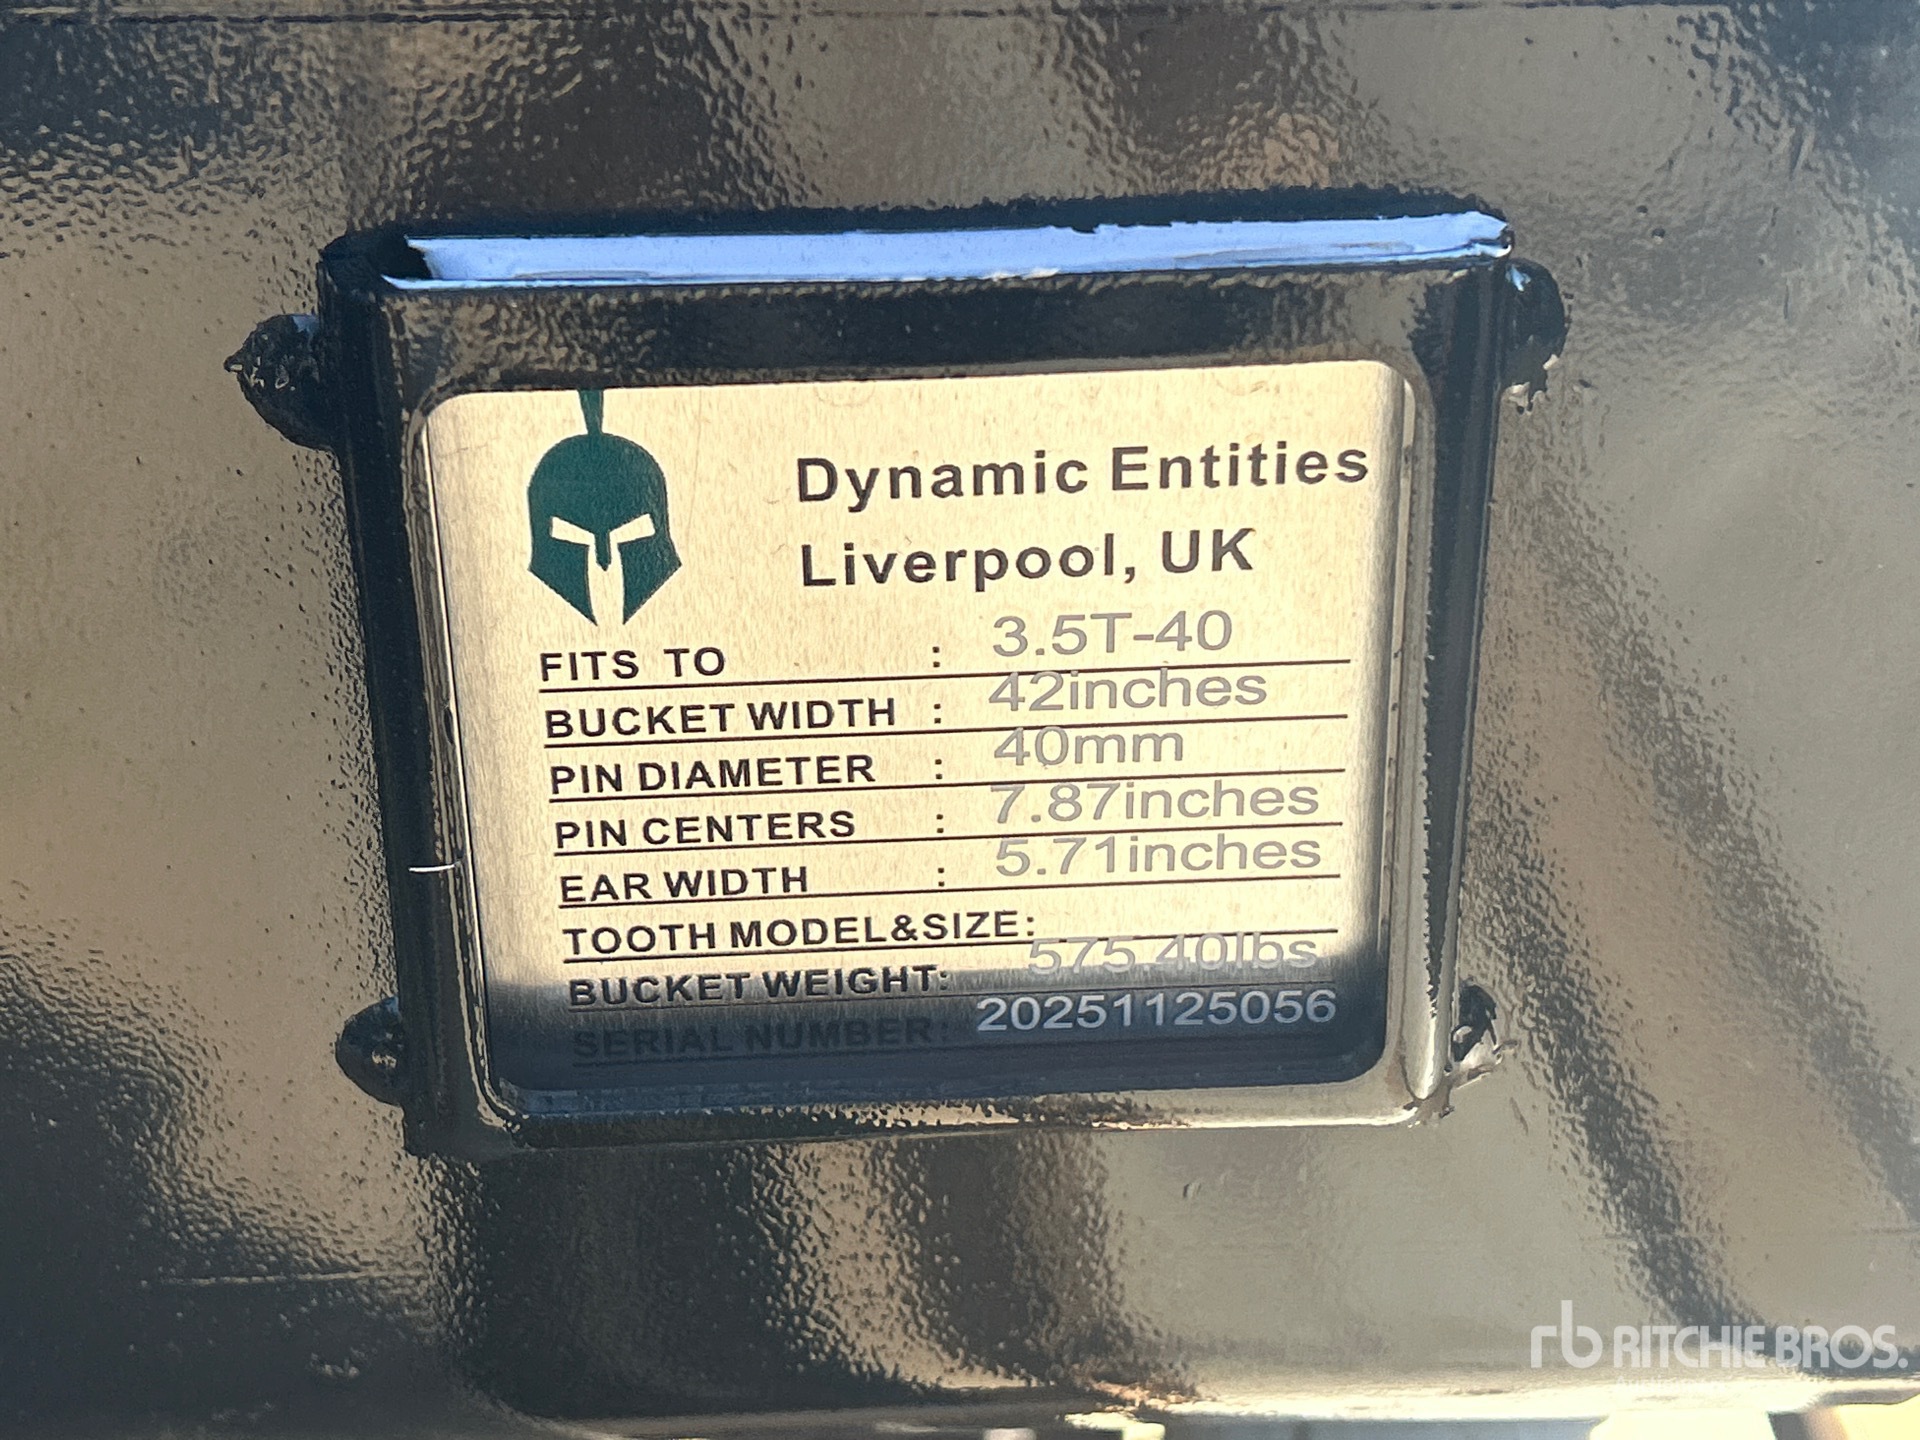 Dynamic Entities
Liverpool, UK
FITS TO : 3.5T-40
BUCKET WIDTH : 42inches
PIN DIAMETER : 40mm
PIN CENTERS : 7.87inches
EAR WIDTH : 5.71inches
TOOTH MODEL&SIZE:
BUCKET WEIGHT: 575.40lbs
SERIAL NUMBER: 20251125056
rb RITCHIE BROS.